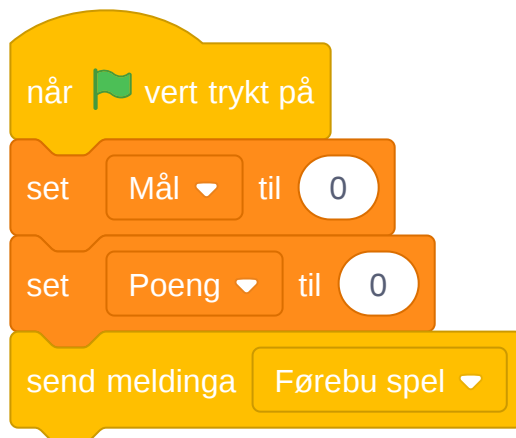 når vert trykt på
set Mål til 0
set Poeng til 0
send meldinga Førebu spel